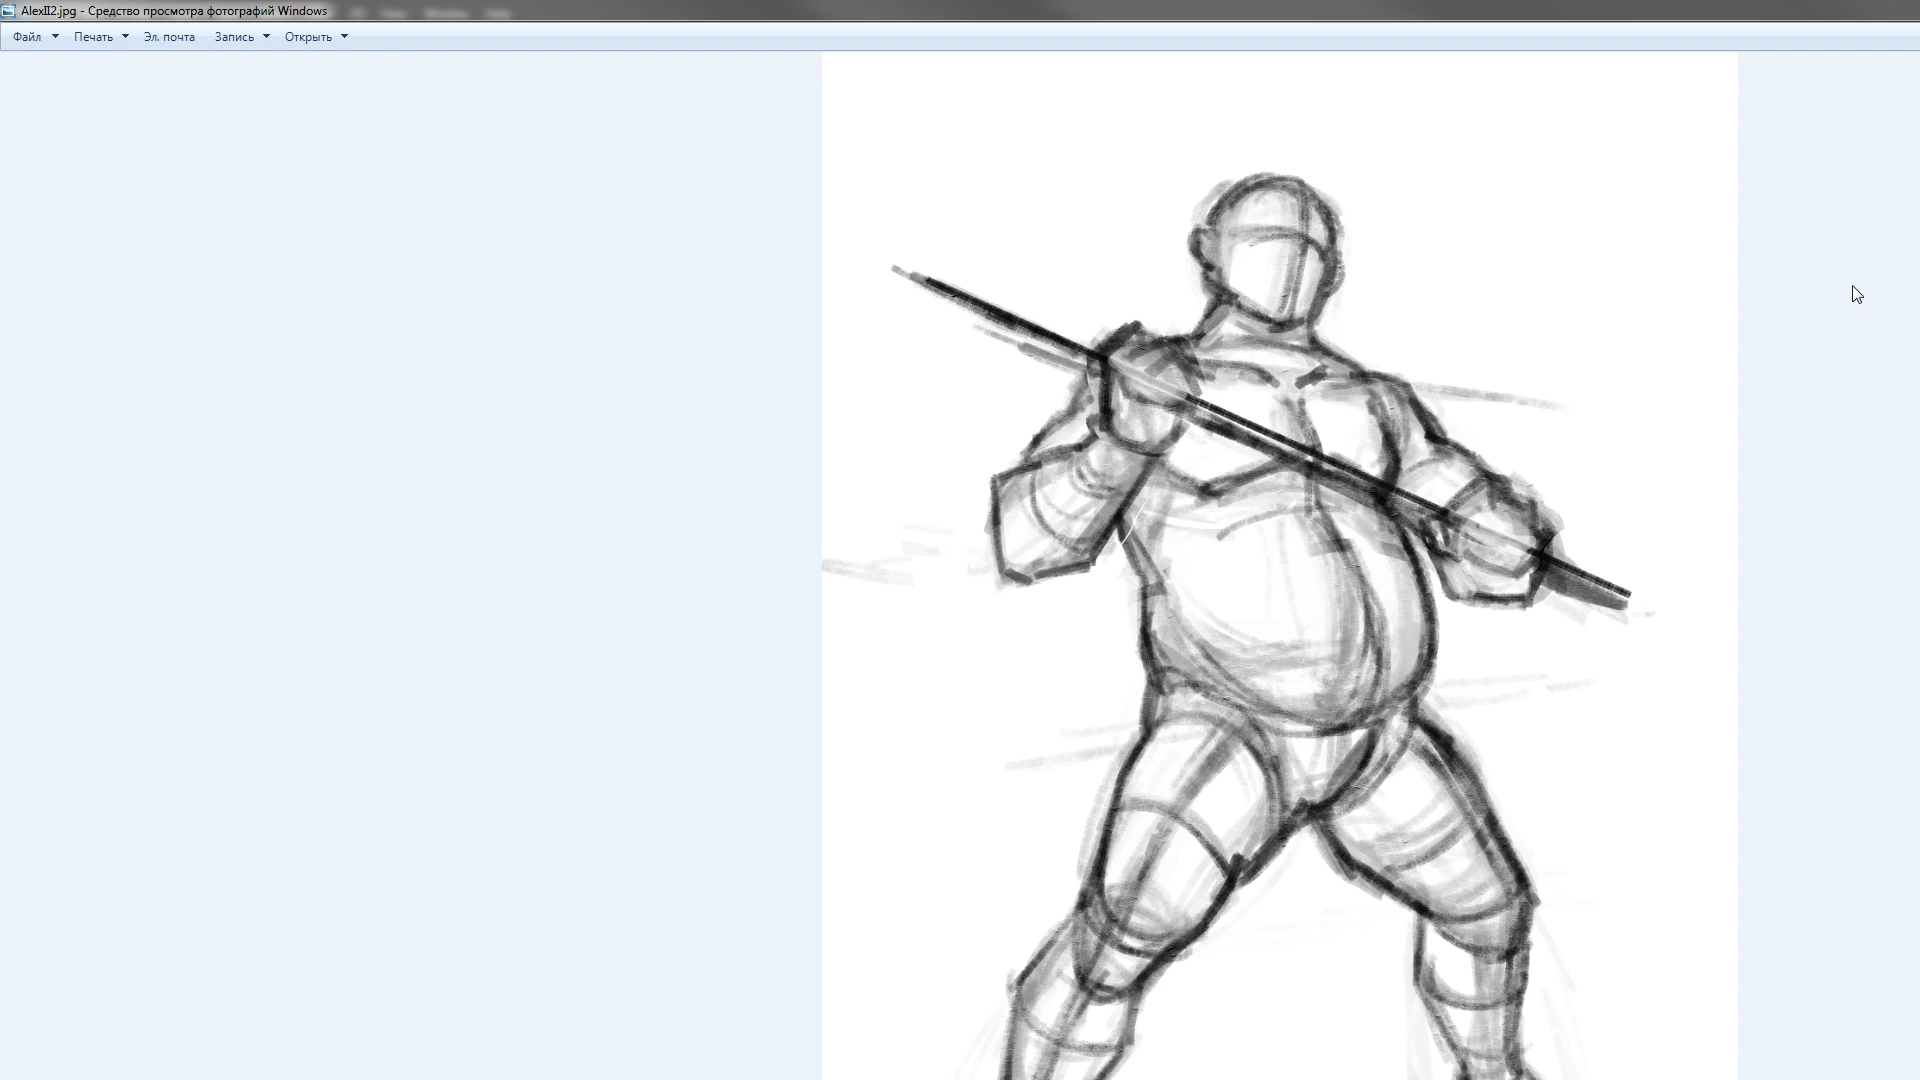 AlexII2.jpg - Средство просмотра фотографий Windows
Файл Печать Эл. почта Запись Открыть